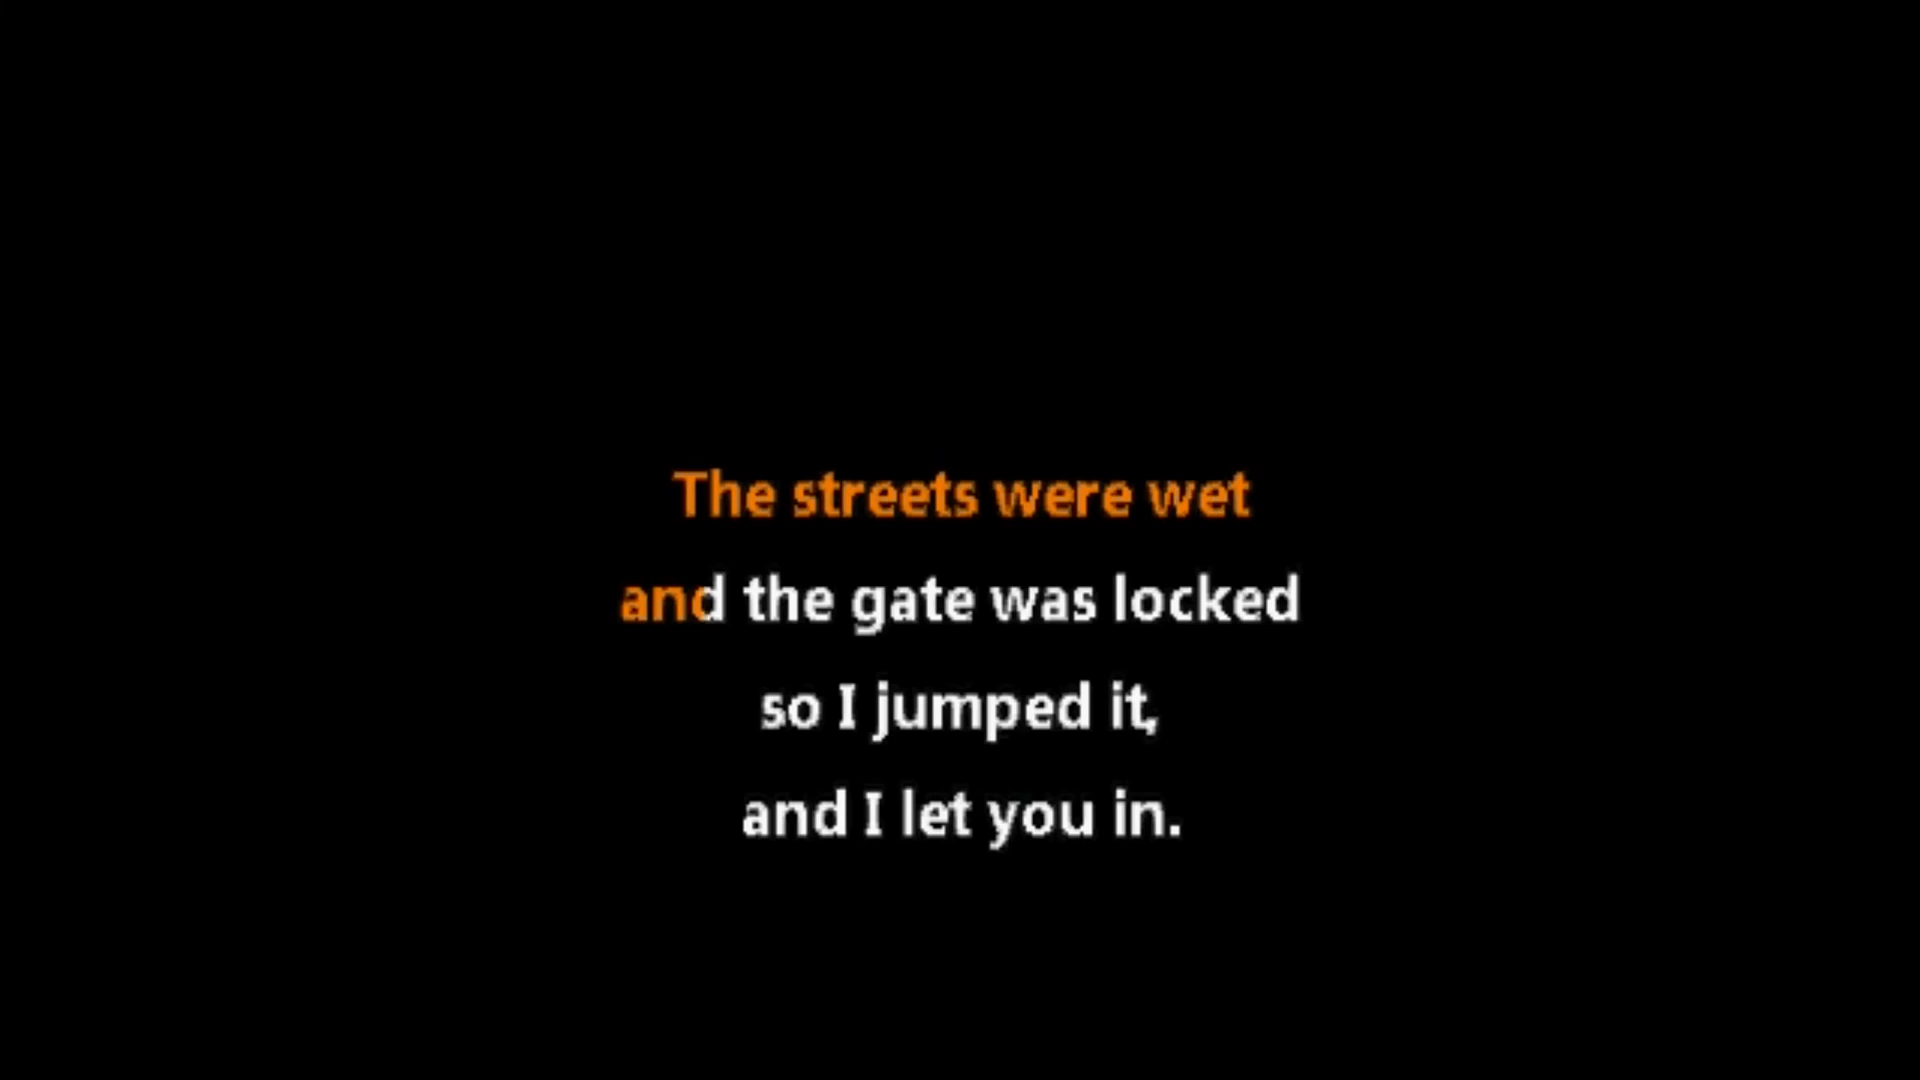 The streets were wet
and the gate was locked
so I jumped it,
and I let you in.